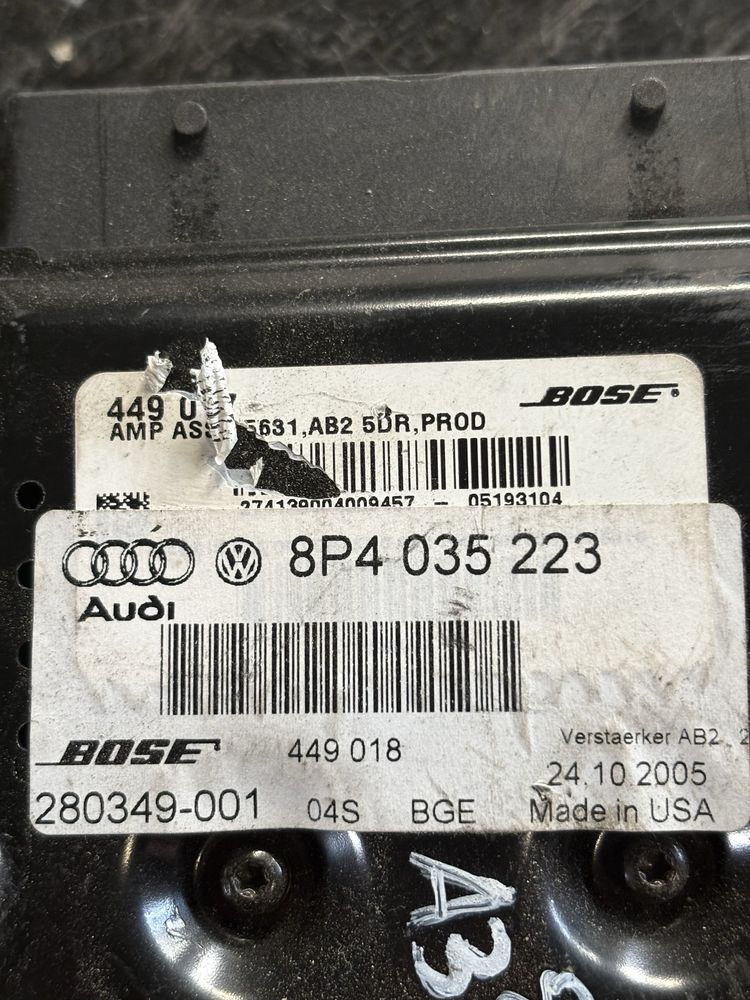 449 0
BOSE®
AMP ASS 5631,AB2 5DR,PROD
274139004009457 - 05193104
8P4 035 223
Audi
BOSE 449 018 Verstaerker AB2
24.10.2005
280349-001 04S BGE Made in USA
A3